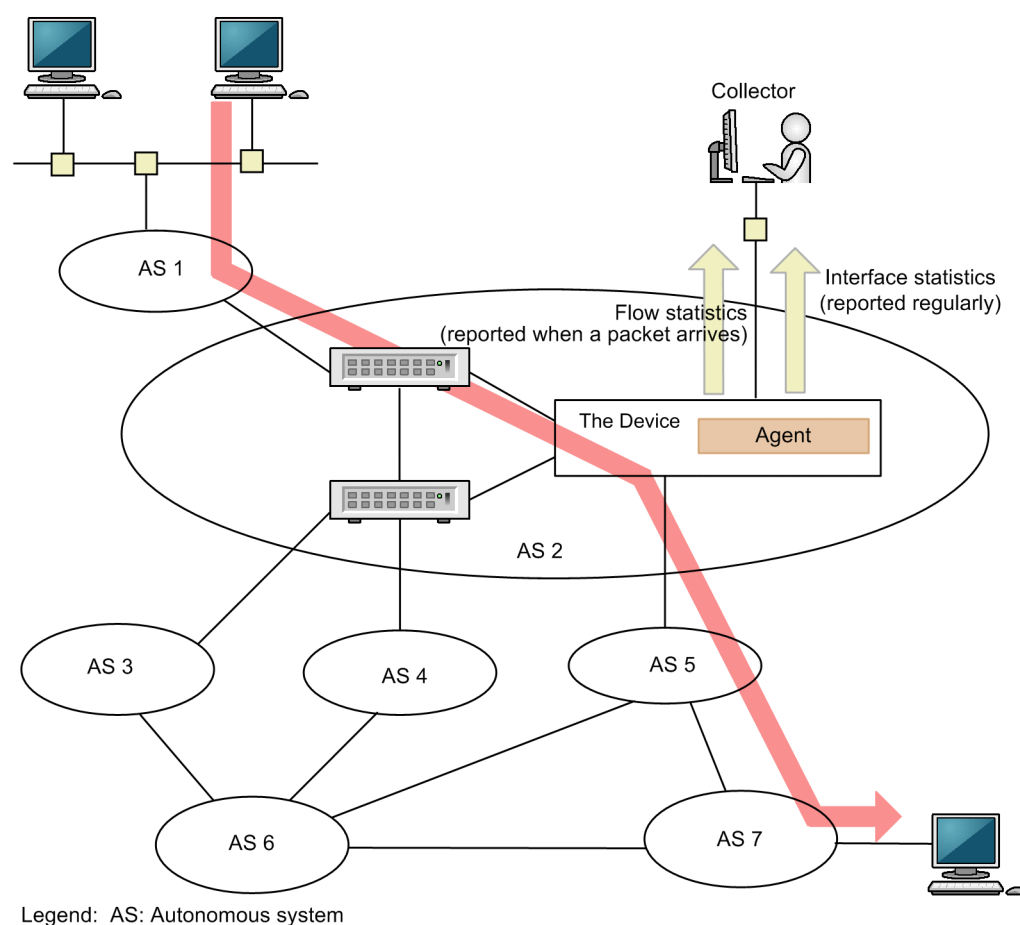 Collector
AS 1
Interface statistics
(reported regularly)
Flow statistics
(reported when a packet arrives)
The Device
Agent
AS 2
AS 3
AS 4
AS 5
AS 6
AS 7
Legend: AS: Autonomous system